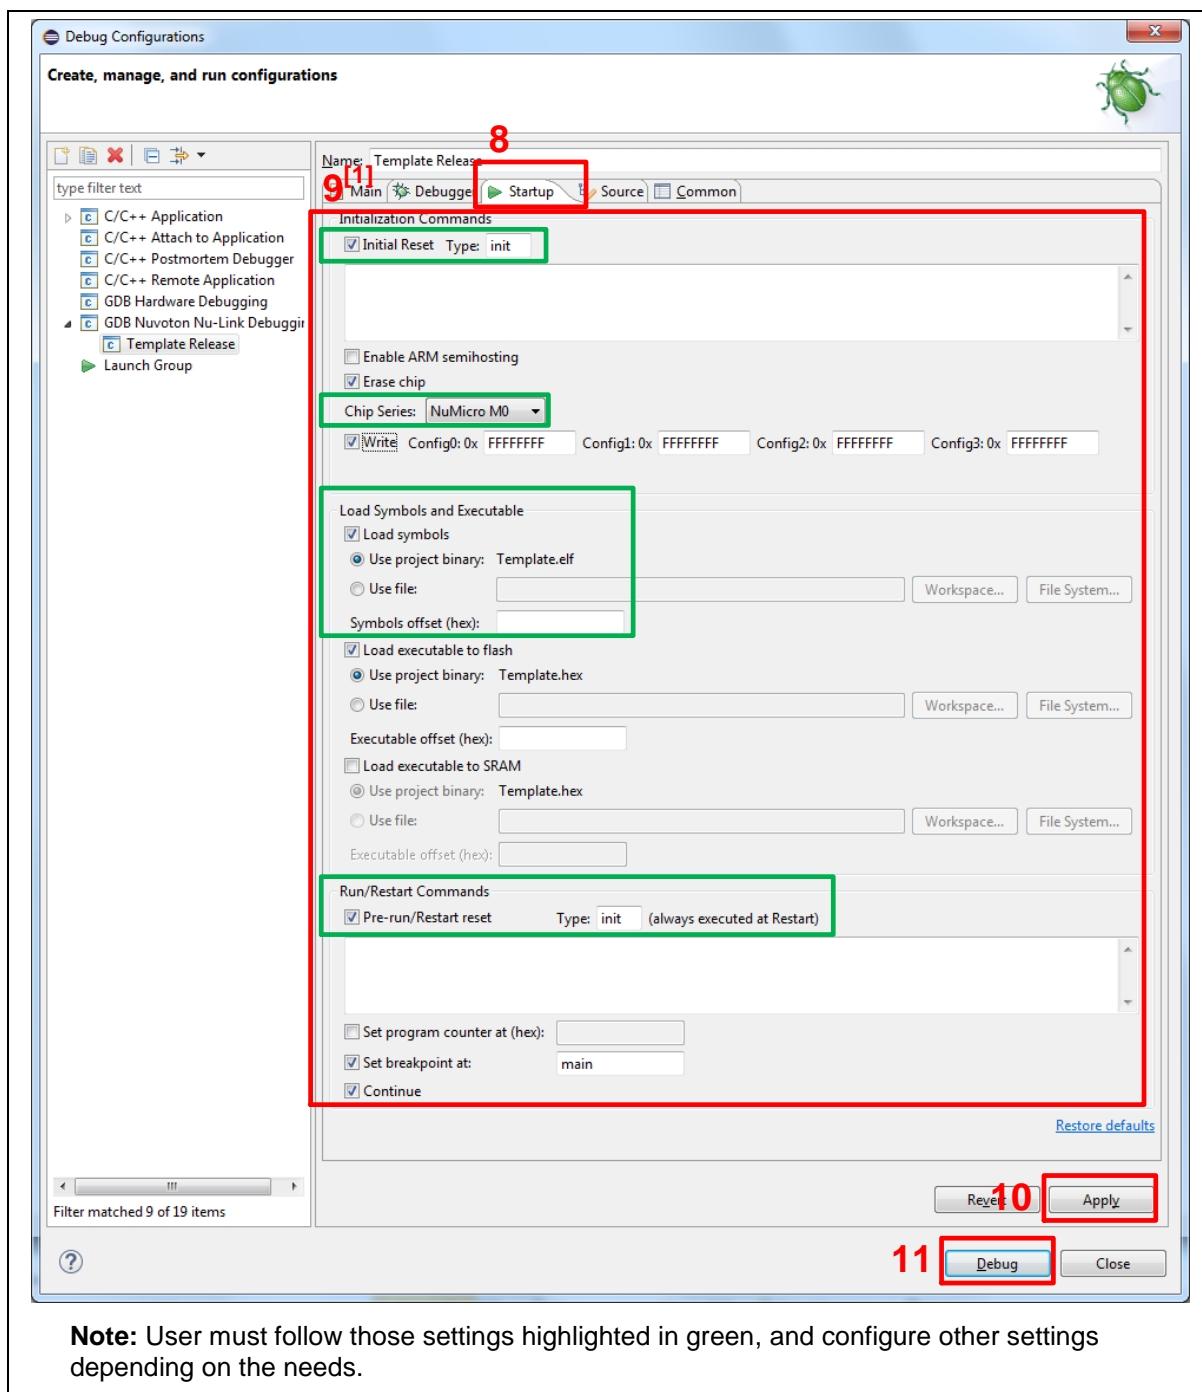 Debug Configurations
x
Create, manage, and run configurations
8
Name: Template Release
9[1]
type filter text
Main Debugger Startup Source Common
C/C++ Application
C/C++ Attach to Application
C/C++ Postmortem Debugger
C/C++ Remote Application
GDB Hardware Debugging
GDB Nuvoton Nu-Link Debuggin
Template Release
Launch Group
Initialization Commands
Initial Reset Type: init
Enable ARM semihosting
Erase chip
Chip Series: NuMicro M0
Write Config0: 0x FFFFFFFF Config1: 0x FFFFFFFF Config2: 0x FFFFFFFF Config3: 0x FFFFFFFF
Load Symbols and Executable
Load symbols
Use project binary: Template.elf
Use file: Workspace... File System...
Symbols offset (hex):
Load executable to flash
Use project binary: Template.hex
Use file: Workspace... File System...
Executable offset (hex):
Load executable to SRAM
Use project binary: Template.hex
Use file: Workspace... File System...
Executable offset (hex):
Run/Restart Commands
Pre-run/Restart reset Type: init (always executed at Restart)
Set program counter at (hex):
Set breakpoint at: main
Continue
Restore defaults
Filter matched 9 of 19 items
Revert 10 Apply
? 11 Debug Close
Note: User must follow those settings highlighted in green, and configure other settings
depending on the needs.